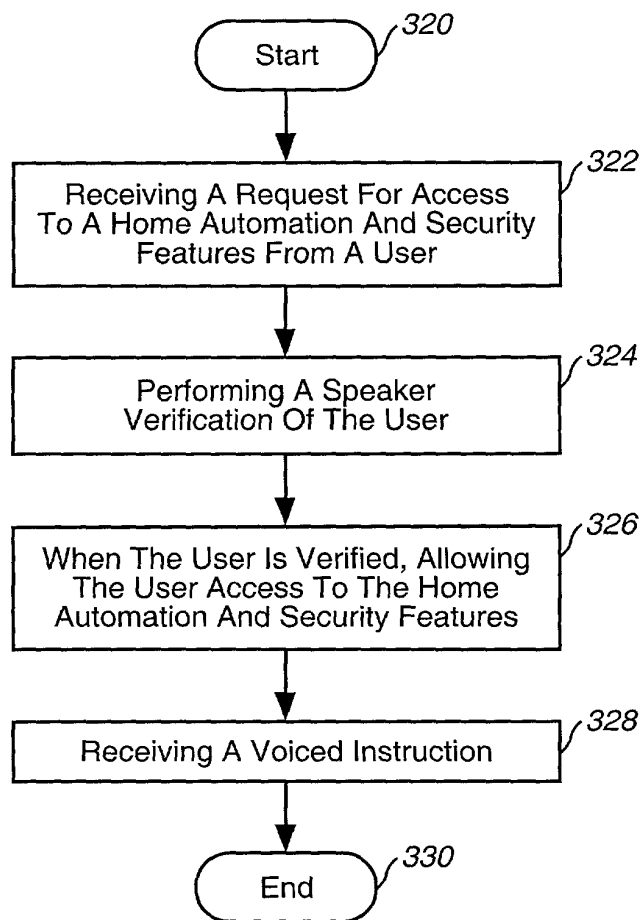 320
Start
322
Receiving A Request For Access
To A Home Automation And Security
Features From A User
324
Performing A Speaker
Verification Of The User
326
When The User Is Verified, Allowing
The User Access To The Home
Automation And Security Features
328
Receiving A Voiced Instruction
330
End